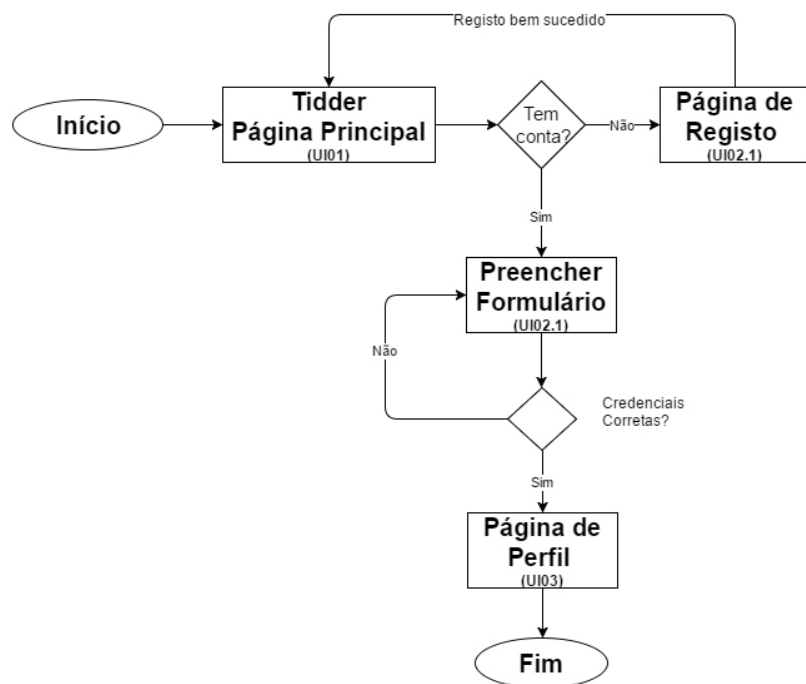 Registo bem sucedido
Início
Tidder
Página Principal
(UI01)
Tem
conta?
Não
Página de
Registo
(UI02.1)
Sim
Preencher
Formulário
(UI02.1)
Não
Credenciais
Corretas?
Sim
Página de
Perfil
(UI03)
Fim